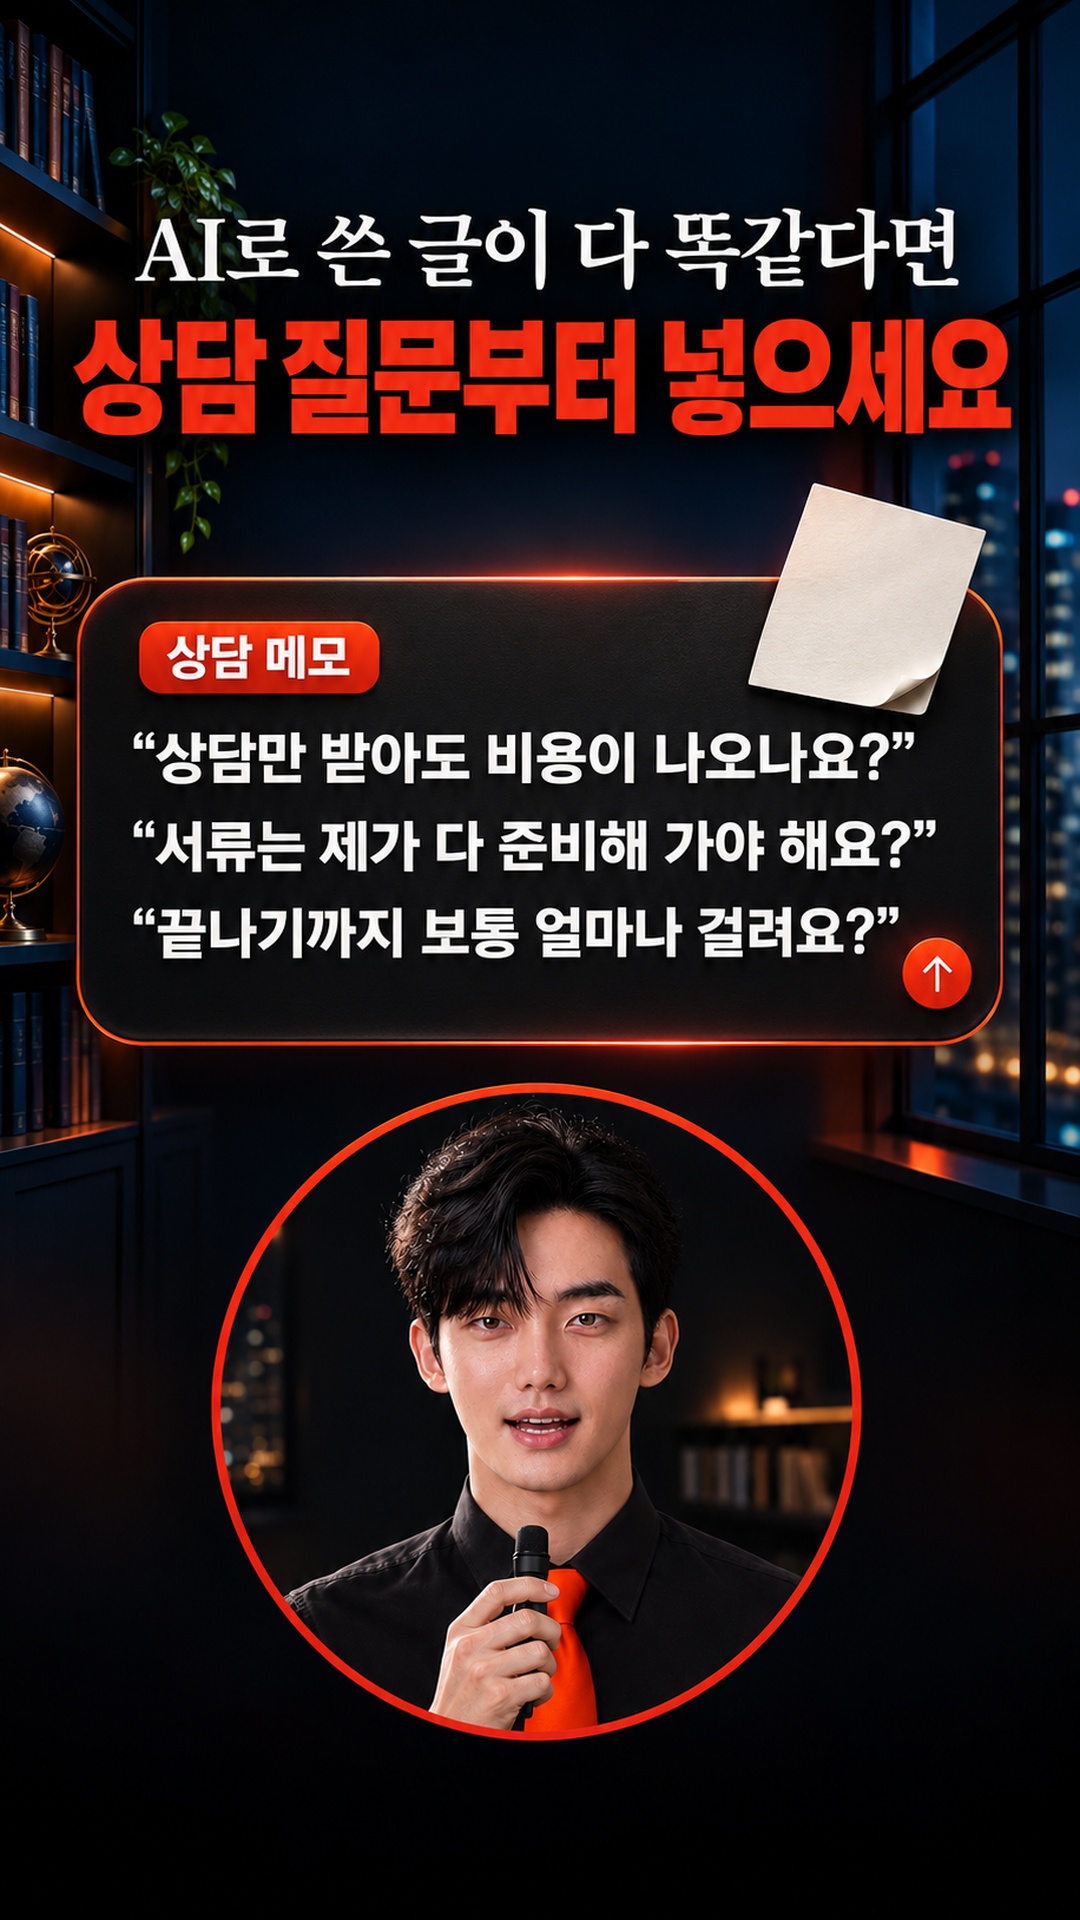 AI로 쓴 글이 다 똑같다면
상담 질문부터 넣으세요
상담 메모
“상담만 받아도 비용이 나오나요?”
“서류는 제가 다 준비해 가야 해요?”
“끝나기까지 보통 얼마나 걸려요?”